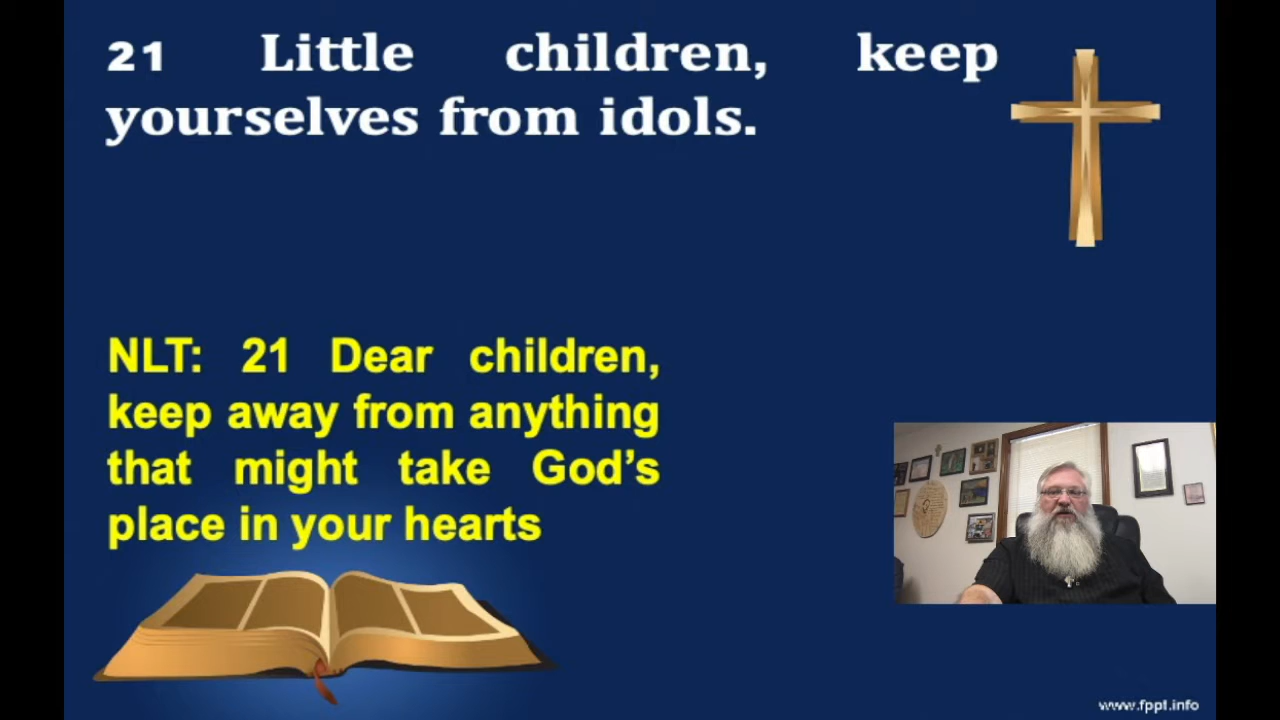 21 Little children, keep
yourselves from idols.
NLT: 21 Dear children,
keep away from anything
that might take God’s
place in your hearts
www.fppt.info